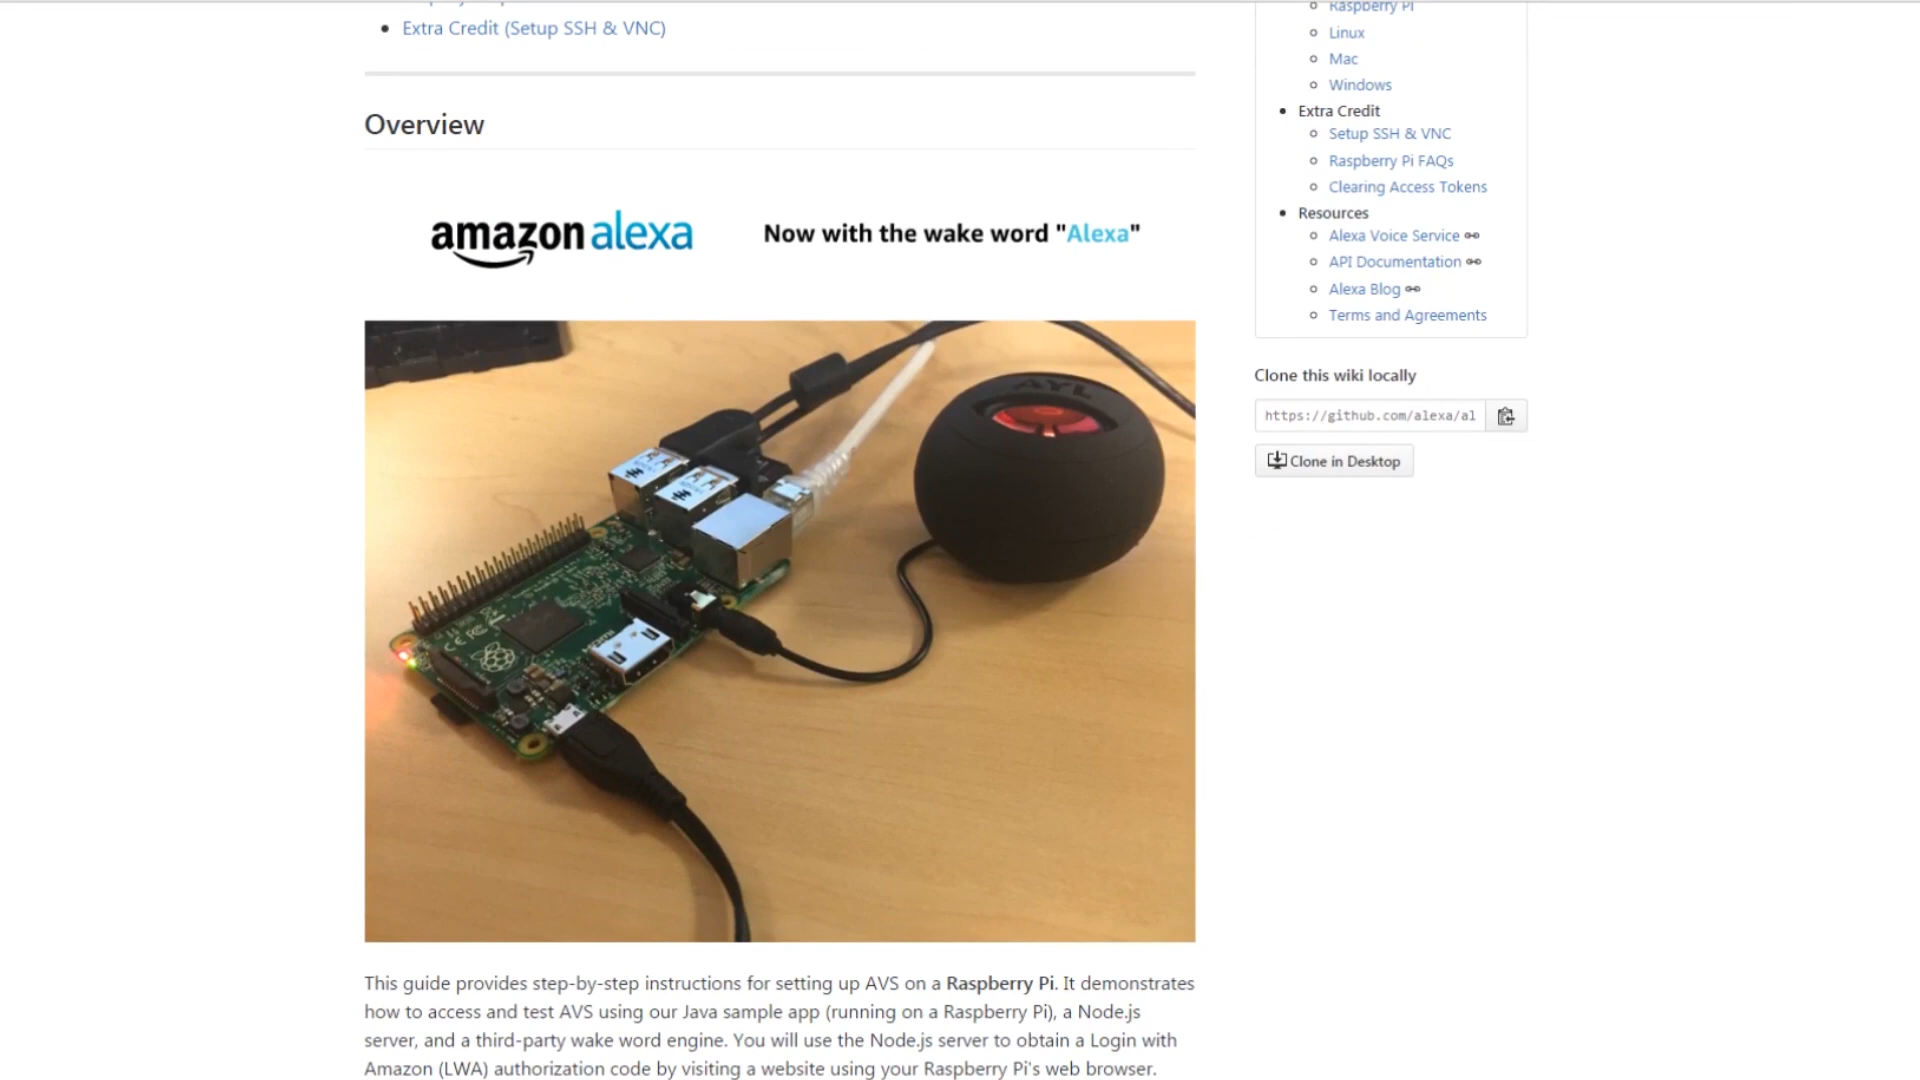 Extra Credit (Setup SSH & VNC)
Overview
amazon alexa
Now with the wake word "Alexa"
AYL
This guide provides step-by-step instructions for setting up AVS on a Raspberry Pi. It demonstrates
how to access and test AVS using our Java sample app (running on a Raspberry Pi), a Node.js
server, and a third-party wake word engine. You will use the Node.js server to obtain a Login with
Amazon (LWA) authorization code by visiting a website using your Raspberry Pi's web browser.
Raspberry Pi
Linux
Mac
Windows
Extra Credit
Setup SSH & VNC
Raspberry Pi FAQs
Clearing Access Tokens
Resources
Alexa Voice Service
API Documentation
Alexa Blog
Terms and Agreements
Clone this wiki locally
https://github.com/alexa/al
Clone in Desktop